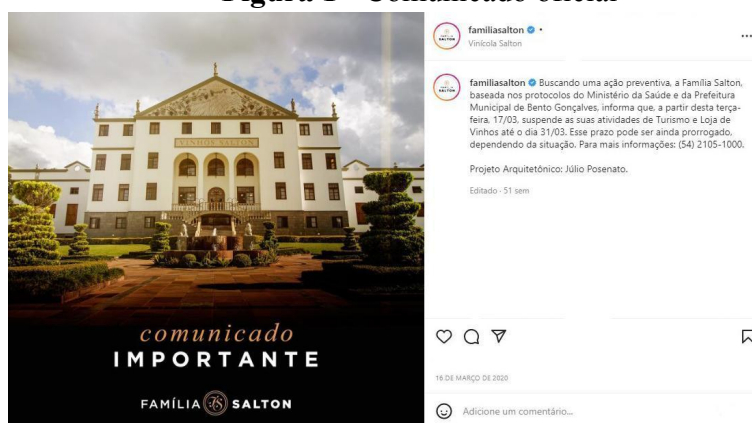 Figura 1 - Comunicado oficial
VINHOS SALTON
comunicado
IMPORTANTE
FAMÍLIA SALTON
familiasalton •
Vinícola Salton
familiasalton Buscando uma ação preventiva, a Família Salton,
baseada nos protocolos do Ministério da Saúde e da Prefeitura
Municipal de Bento Gonçalves, informa que, a partir desta terça-
feira, 17/03, suspende as suas atividades de Turismo e Loja de
Vinhos até o dia 31/03. Esse prazo pode ser ainda prorrogado,
dependendo da situação. Para mais informações: (54) 2105-1000.
Projeto Arquitetônico: Júlio Posenato.
Editado · 51 sem
16 DE MARÇO DE 2020
Adicione um comentário...